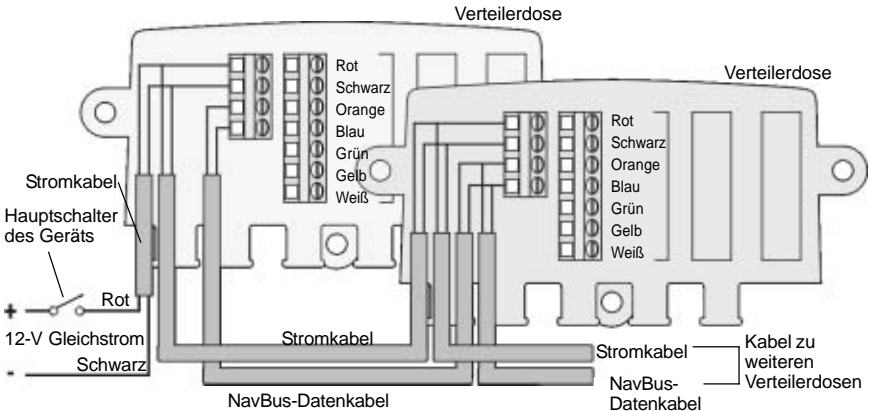 Verteilerdose
Rot
Schwarz
Orange
Blau
Grün
Gelb
Weiß
Verteilerdose
Rot
Schwarz
Orange
Blau
Grün
Gelb
Weiß
Stromkabel
Hauptschalter
des Geräts
+
Rot
12-V Gleichstrom
Schwarz
-
Stromkabel
NavBus-Datenkabel
Stromkabel
NavBus-
Datenkabel
Kabel zu
weiteren
Verteilerdosen